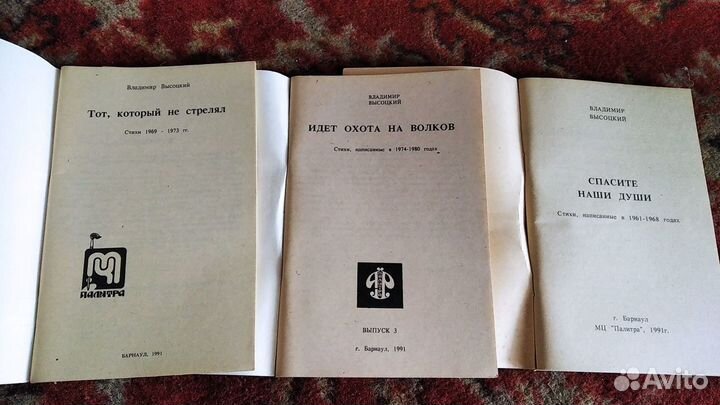 Владимир Высоцкий
Тот, который не стрелял
Стихи 1969 - 1973 гг.
ПАЛИТРА
БАРНАУЛ, 1991
ВЛАДИМИР
ВЫСОЦКИЙ
ИДЕТ ОХОТА НА ВОЛКОВ
Стихи, написанные в 1974-1980 годах
ВЫПУСК 3
г. Барнаул, 1991
ВЛАДИМИР
ВЫСОЦКИЙ
СПАСИТЕ
НАШИ ДУШИ
Стихи, написанные в 1961-1968 годах
г. Барнаул
МЦ "Палитра", 1991г.
Avito